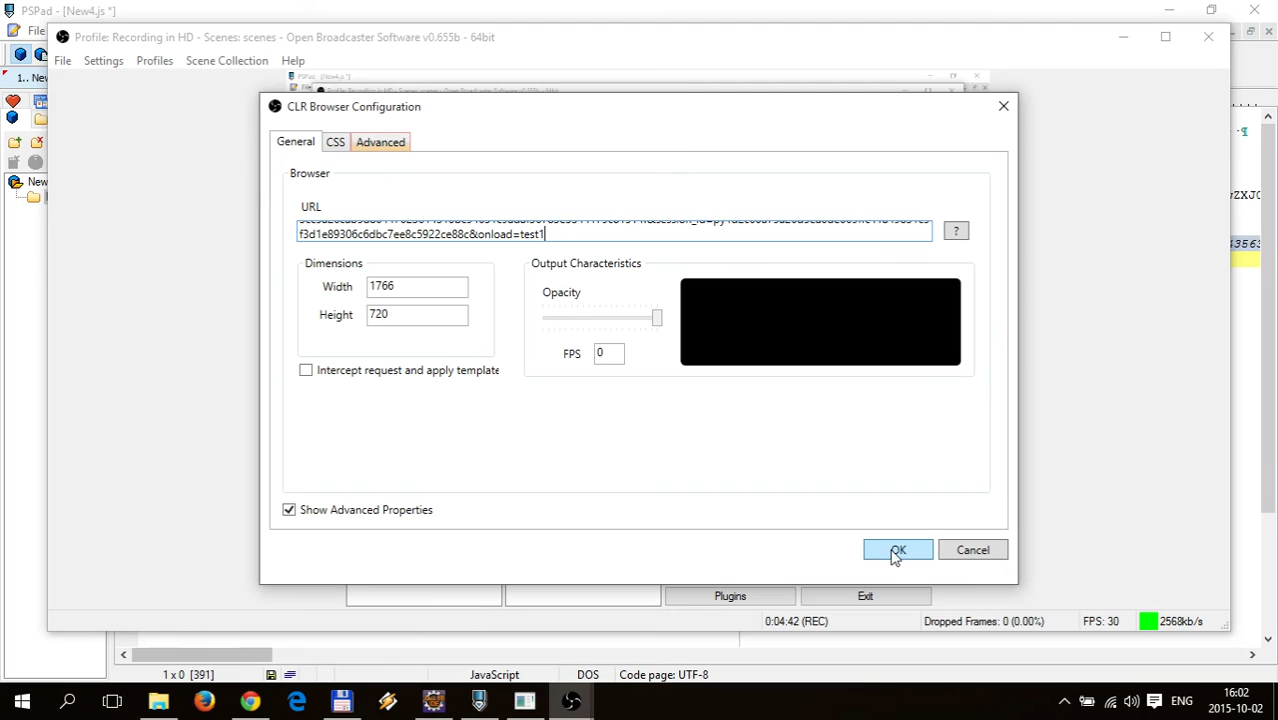 PSPad - [New4.js *]
File
Profile: Recording in HD - Scenes: scenes - Open Broadcaster Software v0.655b - 64bit
File Settings Profiles Scene Collection Help
1.. New
CLR Browser Configuration
General CSS Advanced
Browser
URL
f3d1e89306c6dbc7ee8c5922ce88c&onload=test1
?
Dimensions
Width 1766
Height 720
Output Characteristics
Opacity
FPS 0
Intercept request and apply template
New
Show Advanced Properties
OK Cancel
Plugins Exit
0:04:42 (REC) Dropped Frames: 0 (0.00%) FPS: 30 2568kb/s
1 x 0 [391] JavaScript DOS Code page: UTF-8
ENG
16:02
2015-10-02